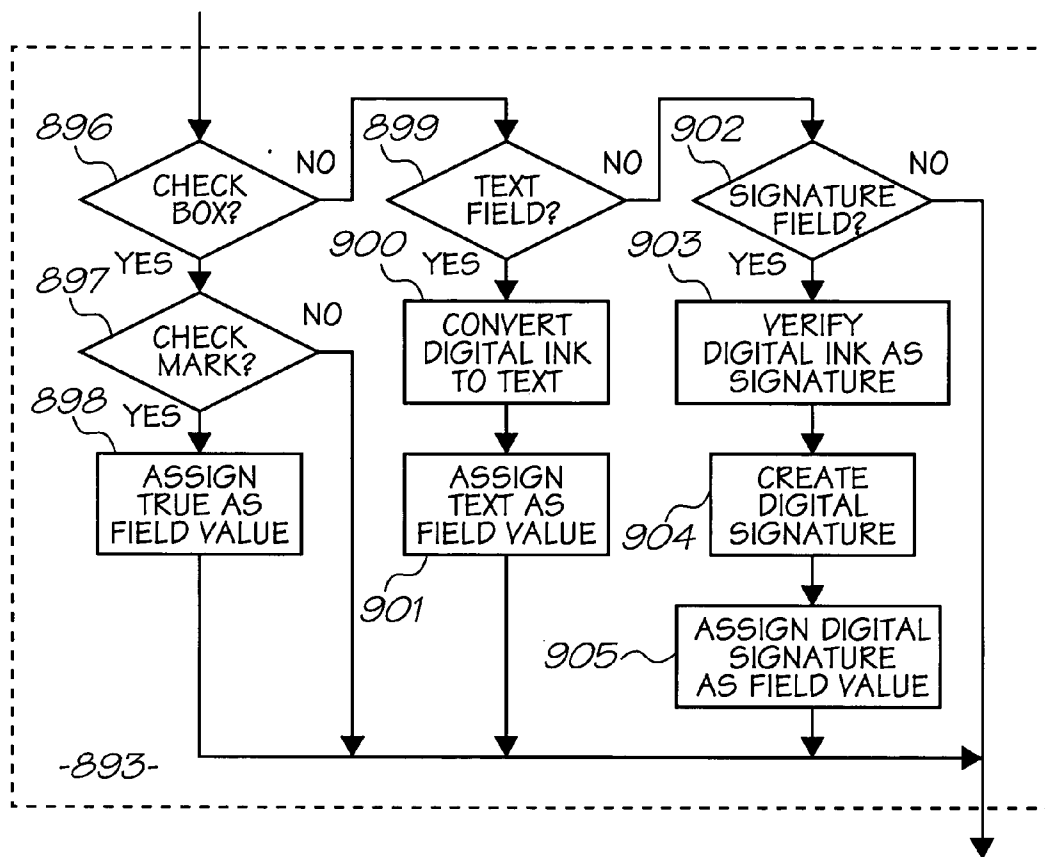 896
CHECK
BOX?
NO
YES
897
CHECK
MARK?
NO
YES
898
ASSIGN
TRUE AS
FIELD VALUE
899
TEXT
FIELD?
NO
YES
900
CONVERT
DIGITAL INK
TO TEXT
ASSIGN
TEXT AS
FIELD VALUE
901
902
SIGNATURE
FIELD?
NO
YES
903
VERIFY
DIGITAL INK AS
SIGNATURE
CREATE
DIGITAL
SIGNATURE
904
ASSIGN DIGITAL
SIGNATURE
AS FIELD VALUE
905
-893-